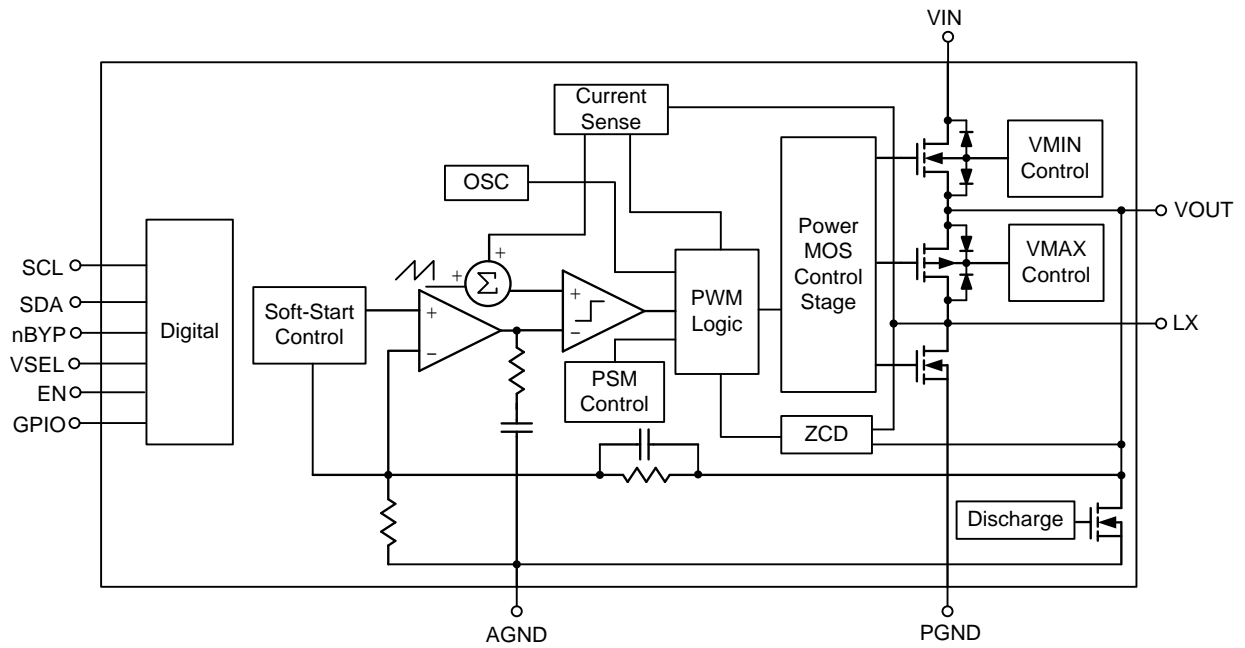 VIN
Current
Sense
VMIN
Control
OSC
VOUT
Power
MOS
Control
Stage
VMAX
Control
SCL
SDA
nBYP
VSEL
EN
GPIO
Digital
Soft-Start
Control
+
−
+
+
Σ
+
−
PWM
Logic
LX
PSM
Control
ZCD
Discharge
AGND
PGND